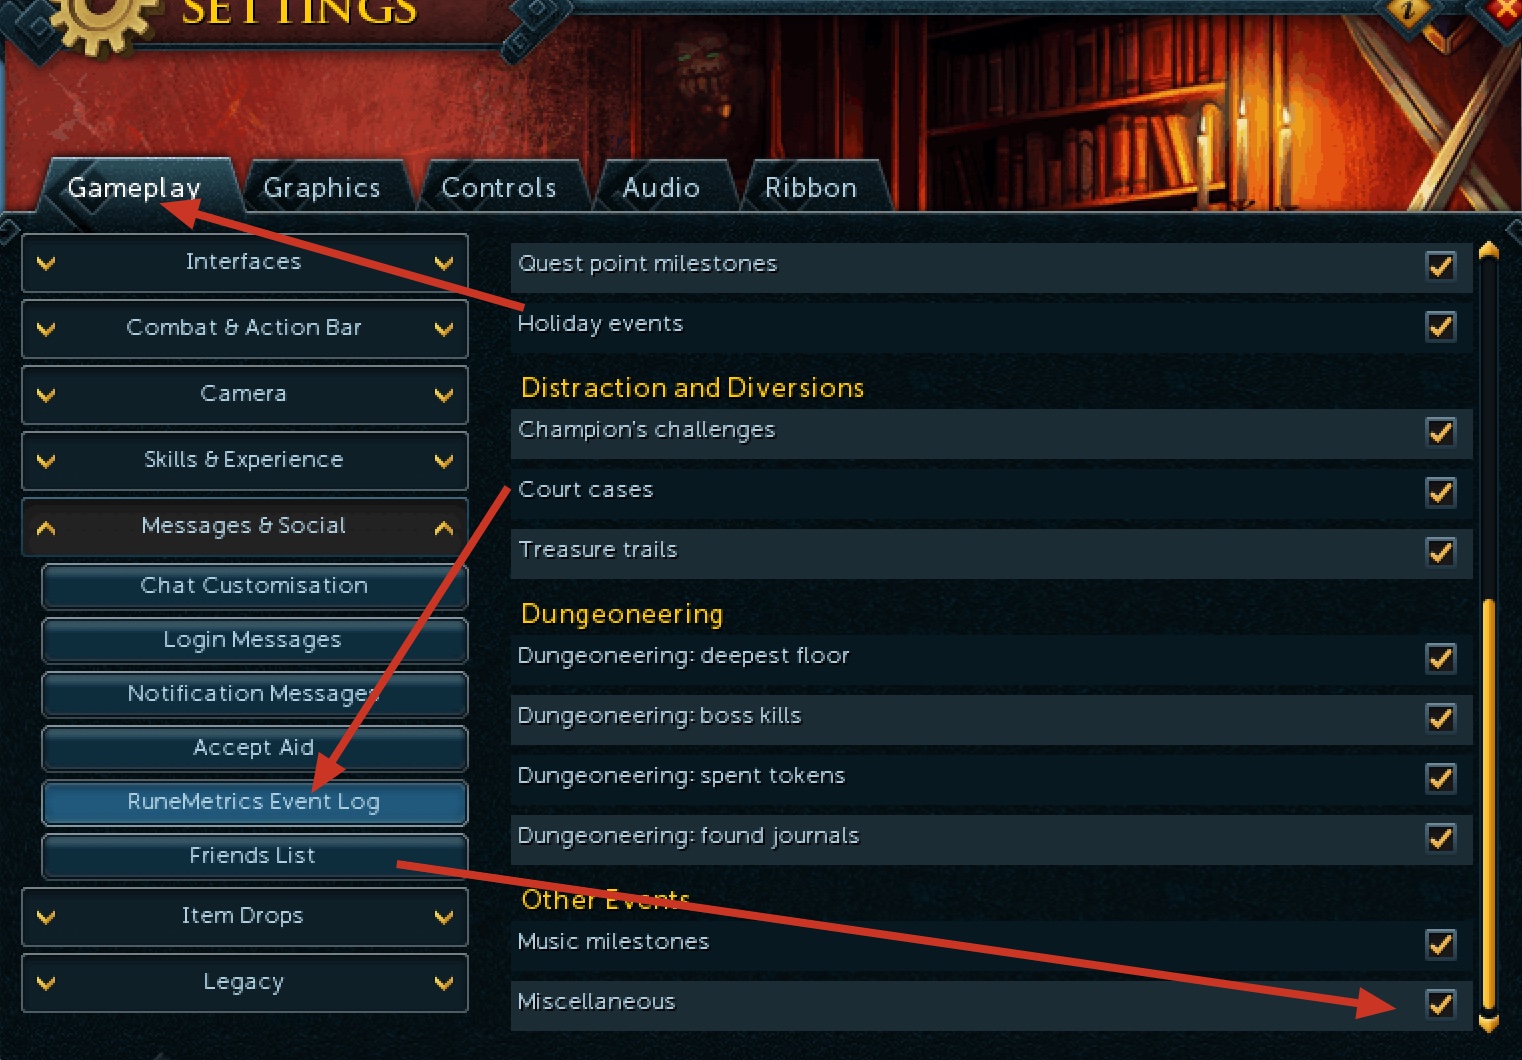 SETTINGS
Gameplay
Graphics
Controls
Audio
Ribbon
Interfaces
Combat & Action Bar
Camera
Skills & Experience
Messages & Social
Chat Customisation
Login Messages
Notification Messages
Accept Aid
RuneMetrics Event Log
Friends List
Item Drops
Legacy
Quest point milestones
Holiday events
Distraction and Diversions
Champion's challenges
Court cases
Treasure trails
Dungeoneering
Dungeoneering: deepest floor
Dungeoneering: boss kills
Dungeoneering: spent tokens
Dungeoneering: found journals
Other Events
Music milestones
Miscellaneous